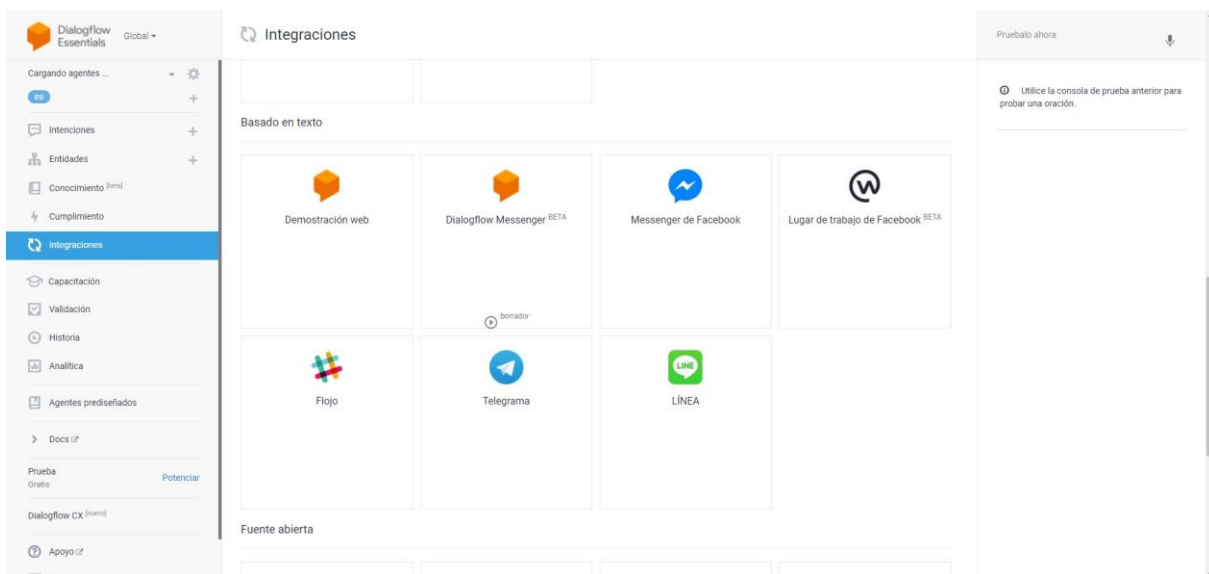 Dialogflow
Essentials
Global
Integraciones
Pruebalo ahora
Cargando agentes ...
es
Intenciones
Entidades
Conocimiento [beta]
Cumplimiento
Integraciones
Capacitación
Validación
Historia
Analítica
Agentes prediseñados
Docs
Prueba
Gratis
Potenciar
Dialogflow CX [nuevo]
Apoyo
Basado en texto
Demostración web
Dialogflow Messenger BETA
Messenger de Facebook
Lugar de trabajo de Facebook BETA
borrador
Flojo
Telegrama
LINE
LÍNEA
Fuente abierta
Utilice la consola de prueba anterior para
probar una oración.